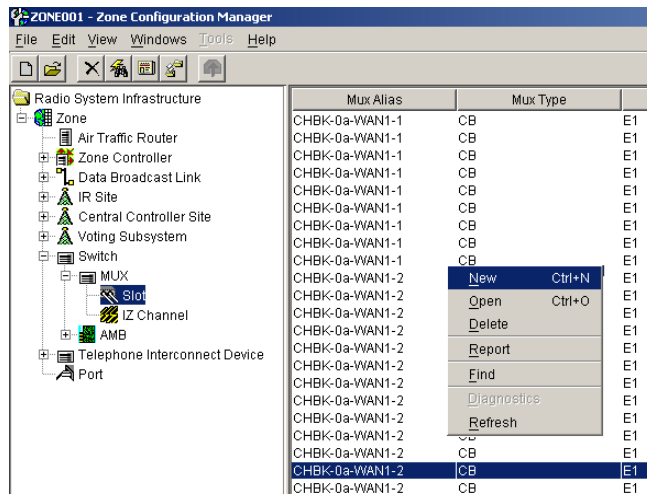 ZONE001 - Zone Configuration Manager
File Edit View Windows Tools Help
Radio System Infrastructure
Zone
Air Traffic Router
Zone Controller
Data Broadcast Link
IR Site
Central Controller Site
Voting Subsystem
Switch
MUX
Slot
IZ Channel
AMB
Telephone Interconnect Device
Port
Mux Alias Mux Type
CHBK-0a-WAN1-1 CB E1
CHBK-0a-WAN1-1 CB E1
CHBK-0a-WAN1-1 CB E1
CHBK-0a-WAN1-1 CB E1
CHBK-0a-WAN1-1 CB E1
CHBK-0a-WAN1-1 CB E1
CHBK-0a-WAN1-1 CB E1
CHBK-0a-WAN1-1 CB E1
CHBK-0a-WAN1-1 CB E1
CHBK-0a-WAN1-2 E1
CHBK-0a-WAN1-2 E1
CHBK-0a-WAN1-2 E1
CHBK-0a-WAN1-2 E1
CHBK-0a-WAN1-2 E1
CHBK-0a-WAN1-2 E1
CHBK-0a-WAN1-2 E1
CHBK-0a-WAN1-2 E1
CHBK-0a-WAN1-2 E1
CHBK-0a-WAN1-2 E1
CHBK-0a-WAN1-2 CB E1
CHBK-0a-WAN1-2 CB E1
CHBK-0a-WAN1-2 CB E1
New Ctrl+N
Open Ctrl+O
Delete
Report
Find
Diagnostics
Refresh